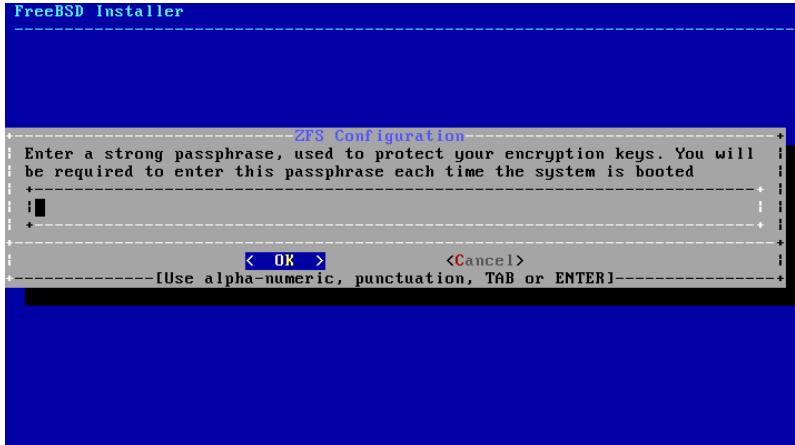 FreeBSD Installer
ZFS Configuration
Enter a strong passphrase, used to protect your encryption keys. You will
be required to enter this passphrase each time the system is booted
< OK > <Cancel>
[Use alpha-numeric, punctuation, TAB or ENTER]